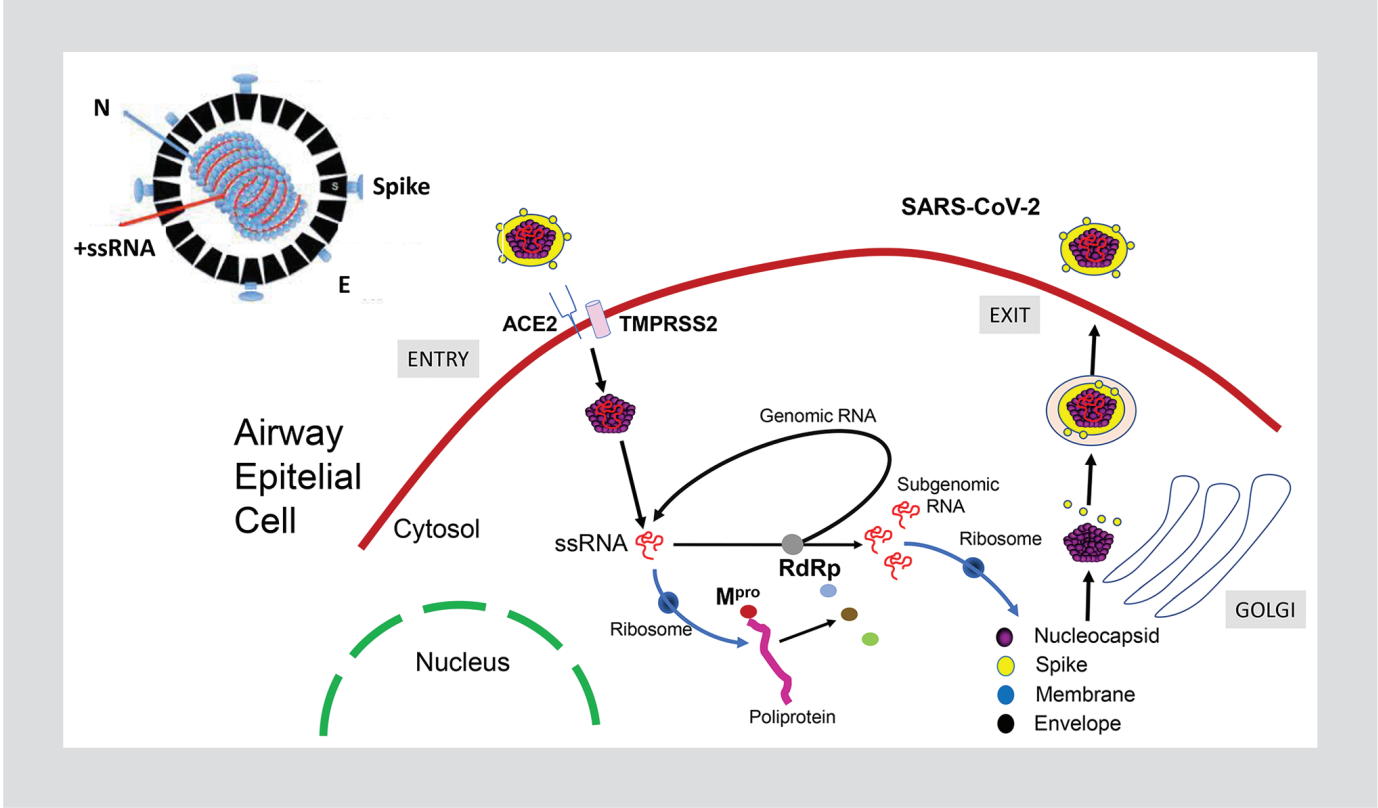 N
S
Spike
+ssRNA
E
SARS-CoV-2
ACE2
TMPRSS2
ENTRY
EXIT
Airway
Epitelial
Cell
Cytosol
Genomic RNA
Subgenomic
RNA
ssRNA
RdRp
Ribosome
Mpro
Ribosome
Poliprotein
Nucleus
GOLGI
Nucleocapsid
Spike
Membrane
Envelope